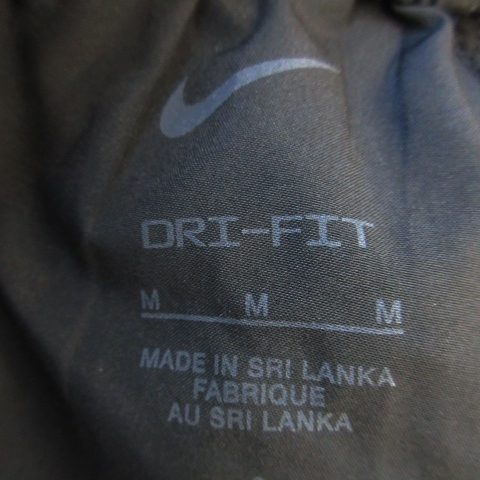 DRI-FIT
M M M
MADE IN SRI LANKA
FABRIQUE
AU SRI LANKA